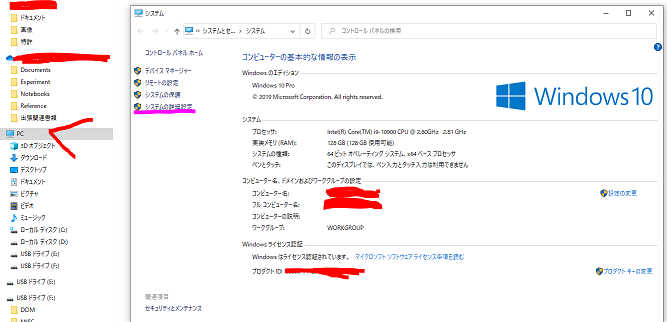 ドキュメント
画像
特許
Documents
Experiment
Notebooks
Reference
出張関連書類
PC
3D オブジェクト
ダウンロード
デスクトップ
ドキュメント
ピクチャ
ビデオ
ミュージック
ローカル ディスク (C:)
ローカル ディスク (D:)
USB ドライブ (E:)
USB ドライブ (F:)
USB ドライブ (E:)
USB ドライブ (F:)
DCIM
MISC
システム
« システムとセ... › システム
コントロール パネルの検索
コントロール パネル ホーム
デバイス マネージャー
リモートの設定
システムの保護
システムの詳細設定
関連項目
セキュリティとメンテナンス
コンピューターの基本的な情報の表示
Windows のエディション
Windows 10 Pro
© 2019 Microsoft Corporation. All rights reserved.
Windows 10
システム
プロセッサ: Intel(R) Core(TM) i9-10900 CPU @ 2.80GHz 2.81 GHz
実装メモリ (RAM): 128 GB (128 GB 使用可能)
システムの種類: 64 ビット オペレーティング システム、x64 ベース プロセッサ
ペンとタッチ: このディスプレイでは、ペン入力とタッチ入力は利用できません
コンピューター名、ドメインおよびワークグループの設定
コンピューター名: 設定の変更
フル コンピューター名:
コンピューターの説明:
ワークグループ: WORKGROUP
Windows ライセンス認証
Windows はライセンス認証されています。 マイクロソフト ソフトウェア ライセンス条項を読む
プロダクト ID: プロダクト キーの変更